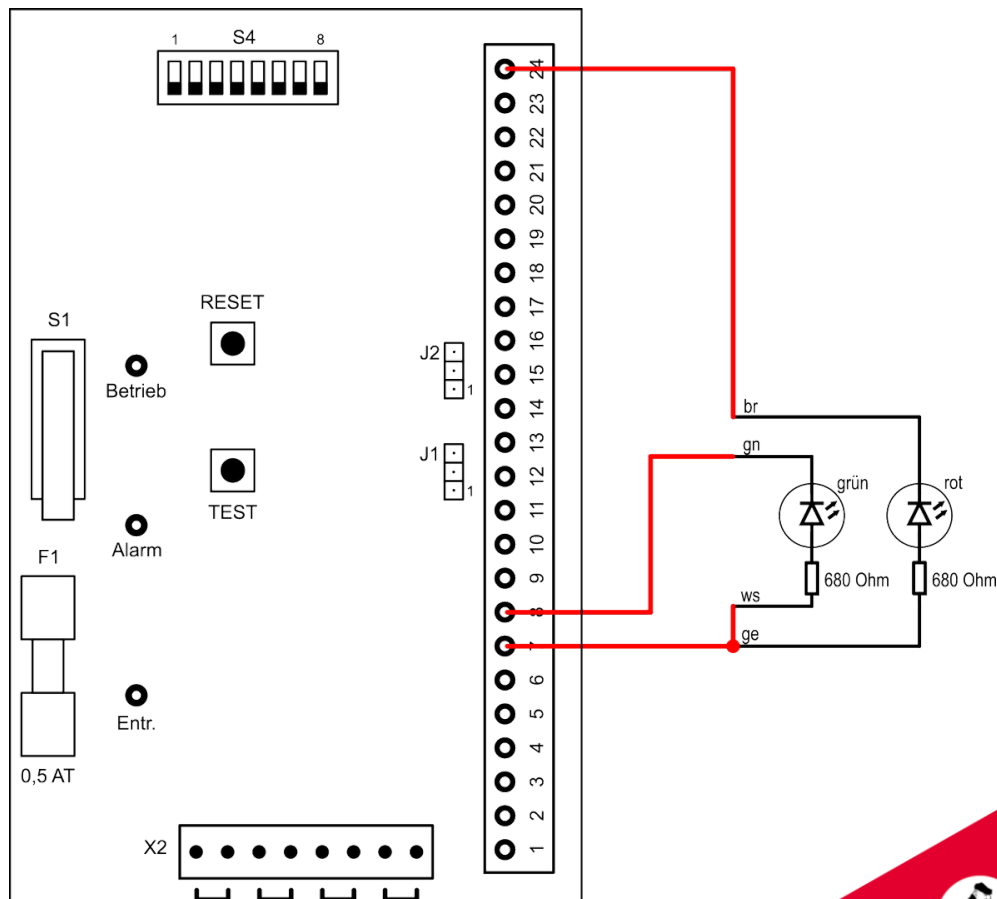 1 S4 8
24
23
22
21
20
19
18
17
16
15
14
13
12
11
10
9
8
7
6
5
4
3
2
1
RESET
S1
J2
1
Betrieb
J1
1
TEST
Alarm
F1
Entr.
0,5 AT
X2
br
gn
grün
rot
680 Ohm
680 Ohm
ws
ge